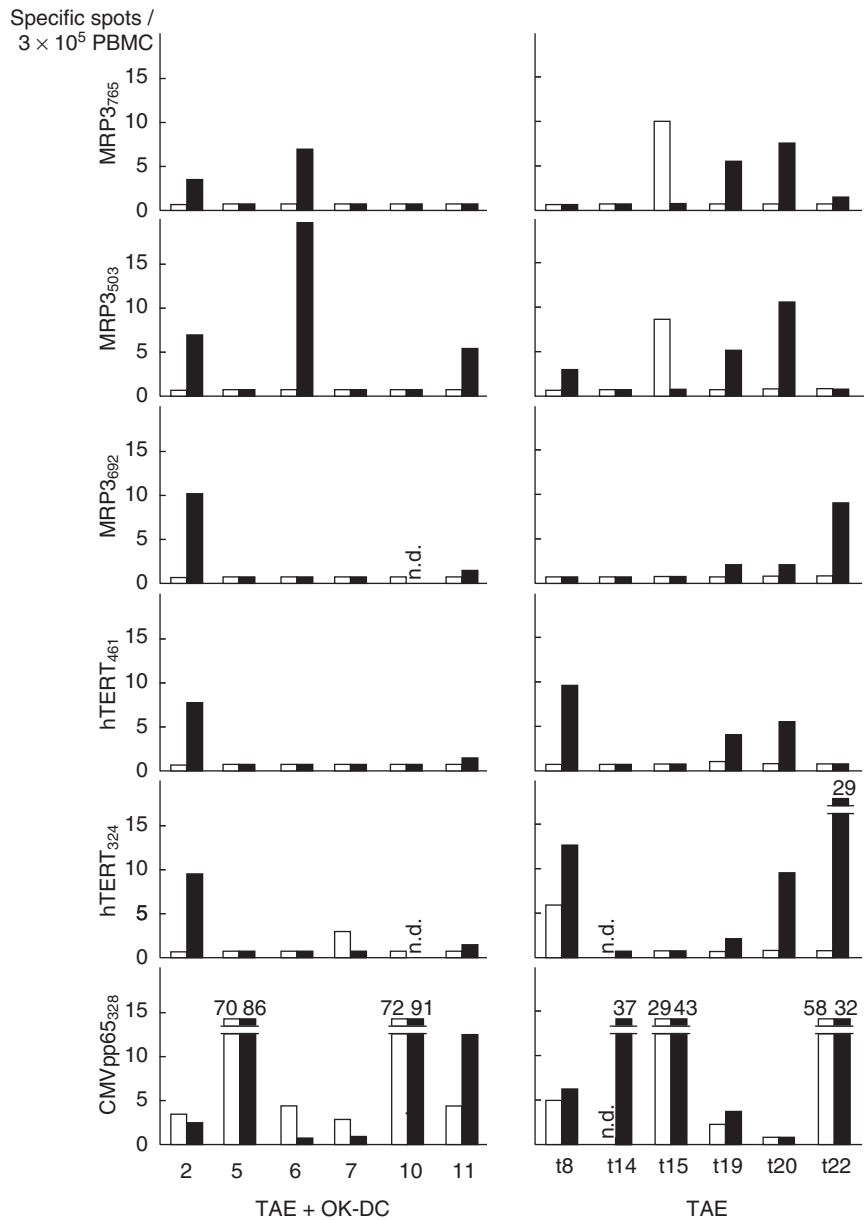 Specific spots /
3 × 10⁵ PBMC
MRP3₇₆₅
15
10
5
0
MRP3₅₀₃
15
10
5
0
MRP3₆₉₂
15
10
5
0
n.d.
hTERT₄₆₁
15
10
5
0
hTERT₃₂₄
15
10
5
0
n.d.
n.d.
29
CMVpp65₃₂₈
15
10
5
0
70 86
72 91
n.d.
37
29 43
58 32
2 5 6 7 10 11
t8 t14 t15 t19 t20 t22
TAE + OK-DC
TAE